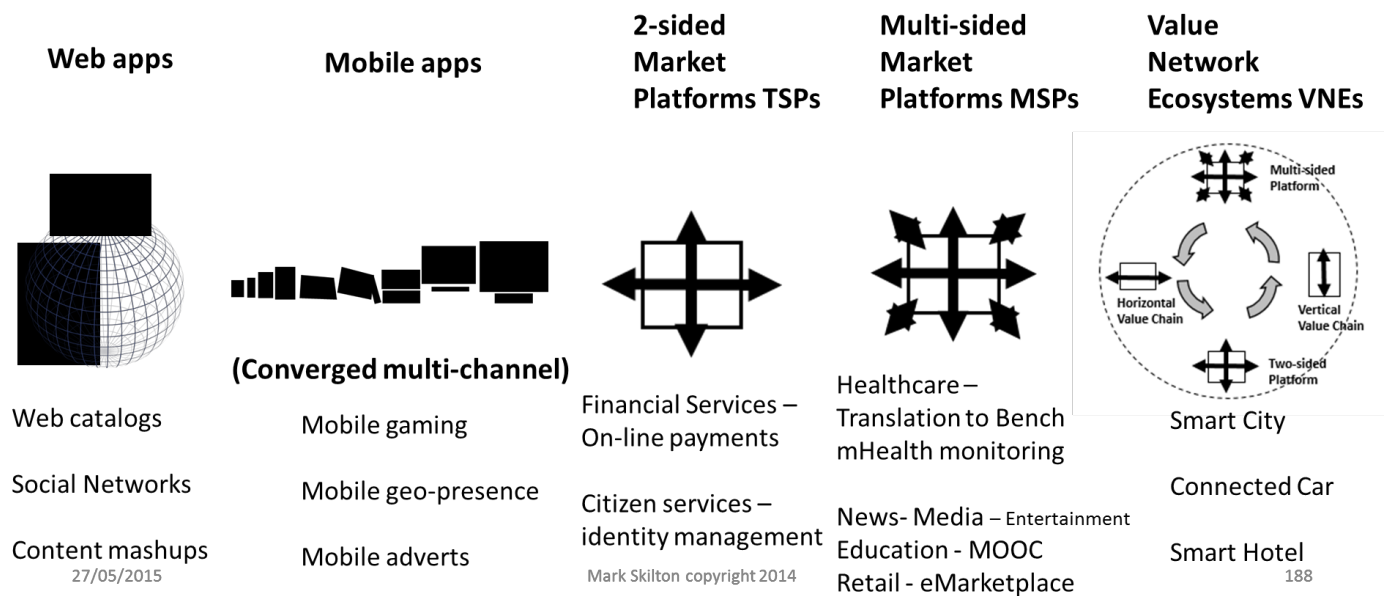 Web apps
Mobile apps
2-sided
Market
Platforms TSPs
Multi-sided
Market
Platforms MSPs
Value
Network
Ecosystems VNEs
(Converged multi-channel)
Multi-sided
Platform
Horizontal
Value Chain
Vertical
Value Chain
Two-sided
Platform
Web catalogs
Social Networks
Content mashups
Mobile gaming
Mobile geo-presence
Mobile adverts
Financial Services –
On-line payments
Citizen services –
identity management
Healthcare –
Translation to Bench
mHealth monitoring
News- Media – Entertainment
Education - MOOC
Retail - eMarketplace
Smart City
Connected Car
Smart Hotel
27/05/2015
Mark Skilton copyright 2014
188